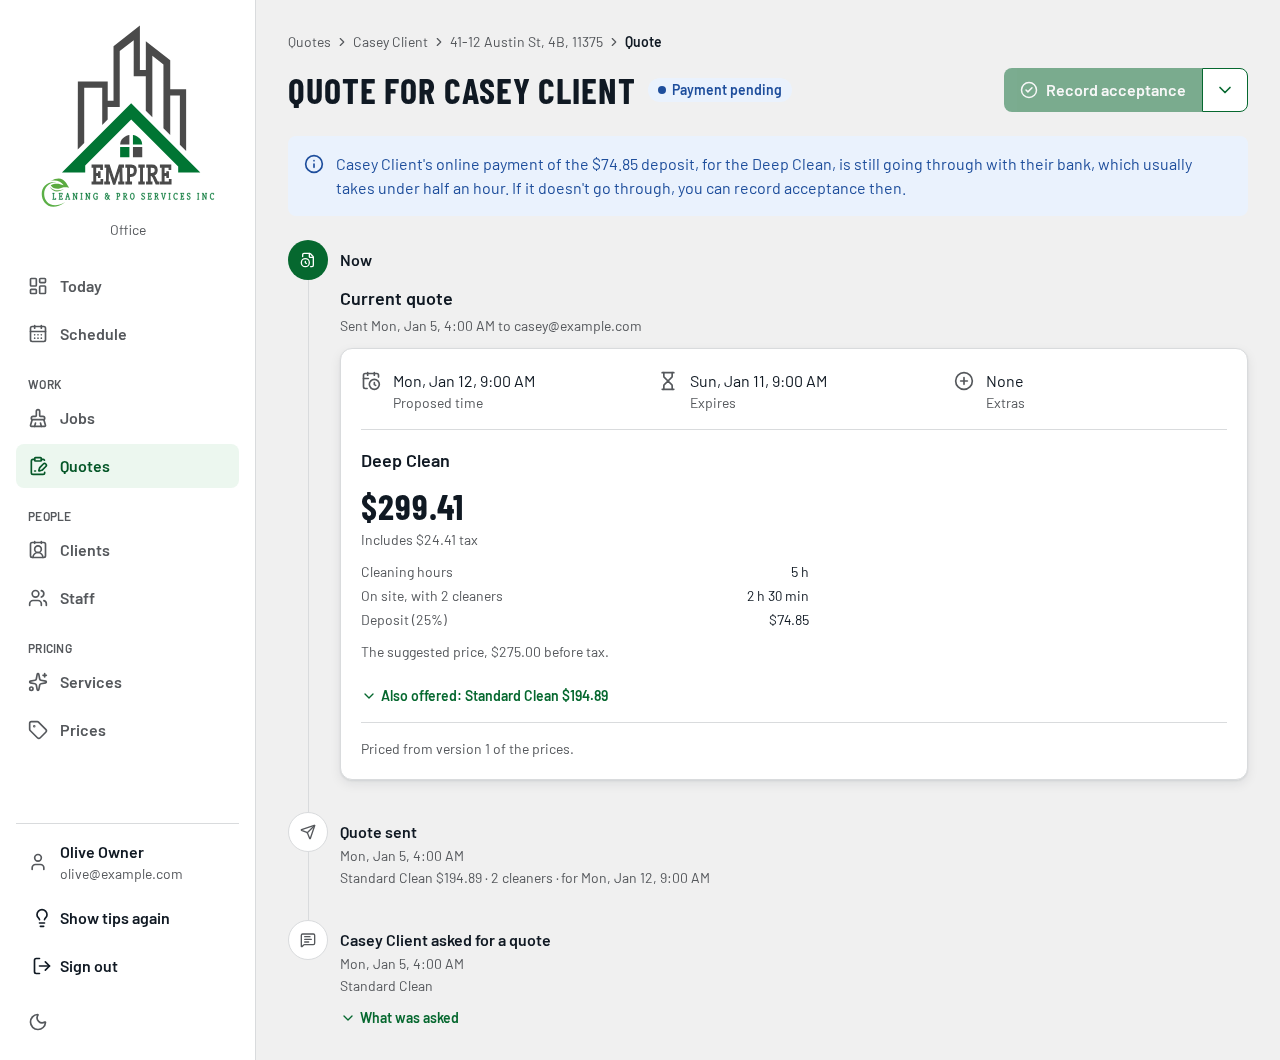 EMPIRE
LEANING & PRO SERVICES INC
Office
Today
Schedule
WORK
Jobs
Quotes
PEOPLE
Clients
Staff
PRICING
Services
Prices
Olive Owner
olive@example.com
Show tips again
Sign out
Quotes > Casey Client > 41-12 Austin St, 4B, 11375 > Quote
QUOTE FOR CASEY CLIENT
Payment pending
Record acceptance
Casey Client's online payment of the $74.85 deposit, for the Deep Clean, is still going through with their bank, which usually
takes under half an hour. If it doesn't go through, you can record acceptance then.
Now
Current quote
Sent Mon, Jan 5, 4:00 AM to casey@example.com
Mon, Jan 12, 9:00 AM
Proposed time
Sun, Jan 11, 9:00 AM
Expires
None
Extras
Deep Clean
$299.41
Includes $24.41 tax
Cleaning hours 5 h
On site, with 2 cleaners 2 h 30 min
Deposit (25%) $74.85
The suggested price, $275.00 before tax.
Also offered: Standard Clean $194.89
Priced from version 1 of the prices.
Quote sent
Mon, Jan 5, 4:00 AM
Standard Clean $194.89 · 2 cleaners · for Mon, Jan 12, 9:00 AM
Casey Client asked for a quote
Mon, Jan 5, 4:00 AM
Standard Clean
What was asked